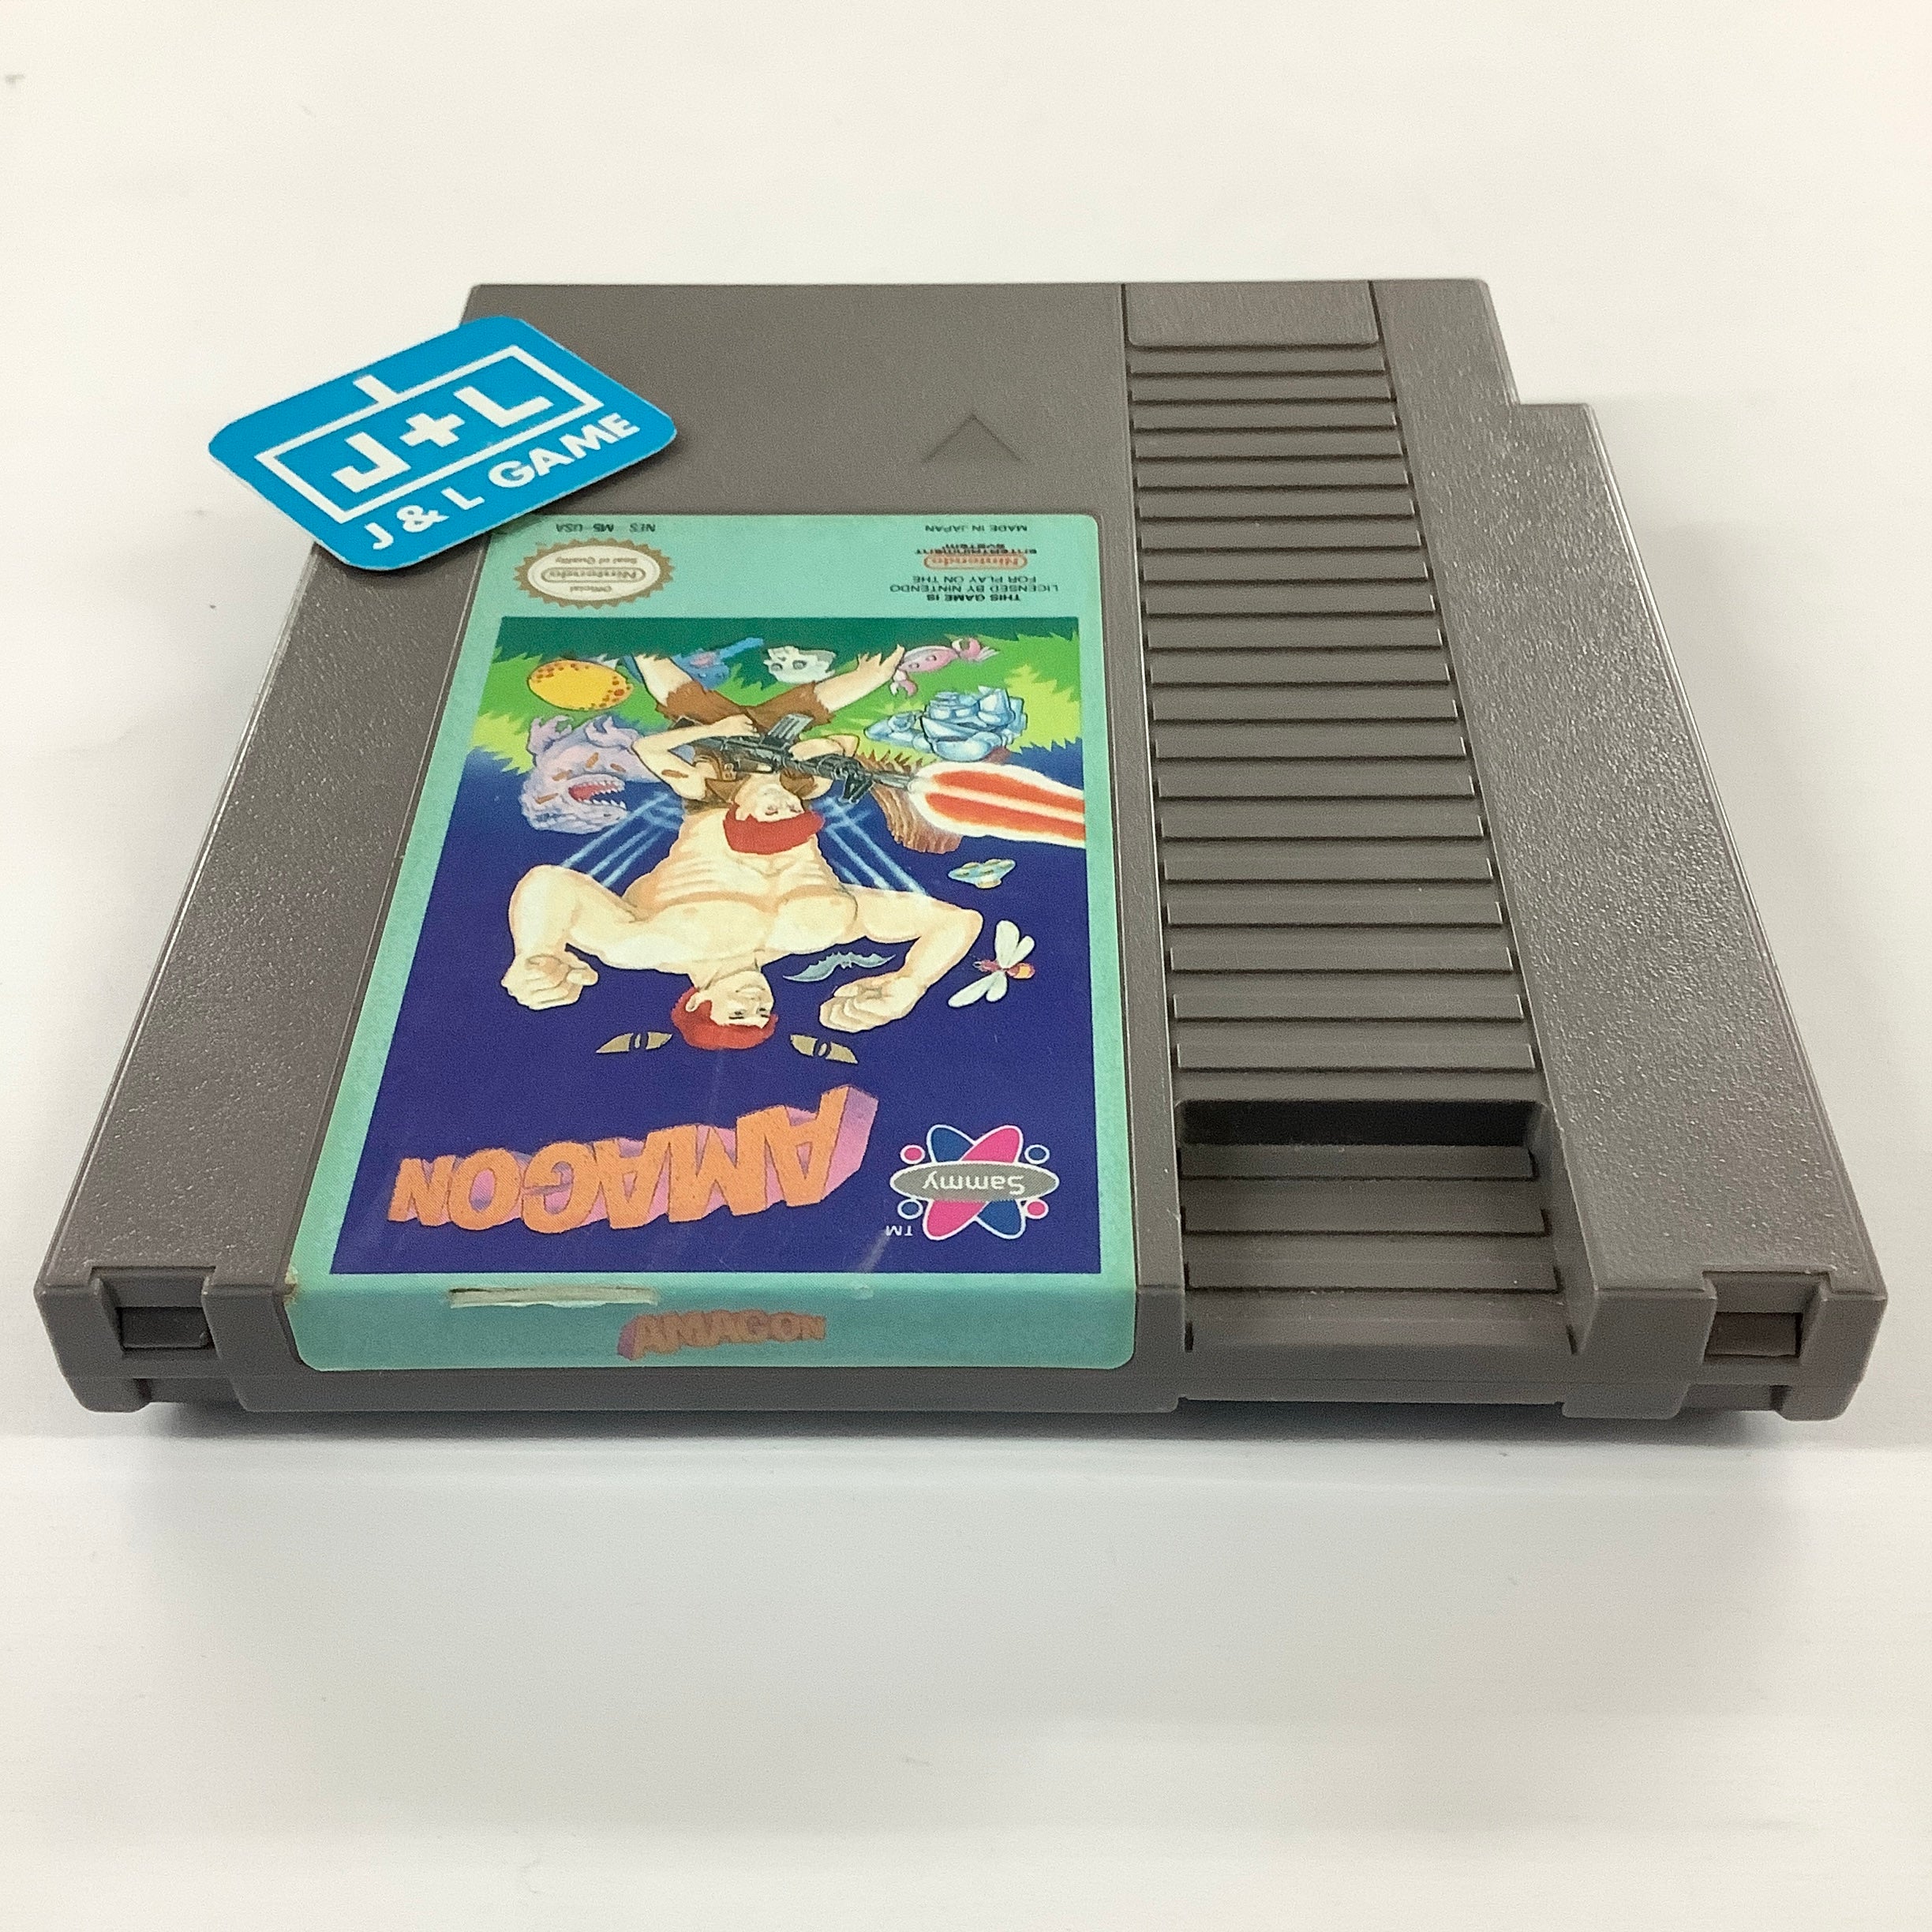 J+L
J & L GAME
AMAGON
Sammy
TM
AMAGON
THIS GAME IS
LICENSED BY NINTENDO
FOR PLAY ON THE
Nintendo
ENTERTAINMENT
SYSTEM
MADE IN JAPAN
Official
Nintendo
Seal of Quality
NES-M5-USA